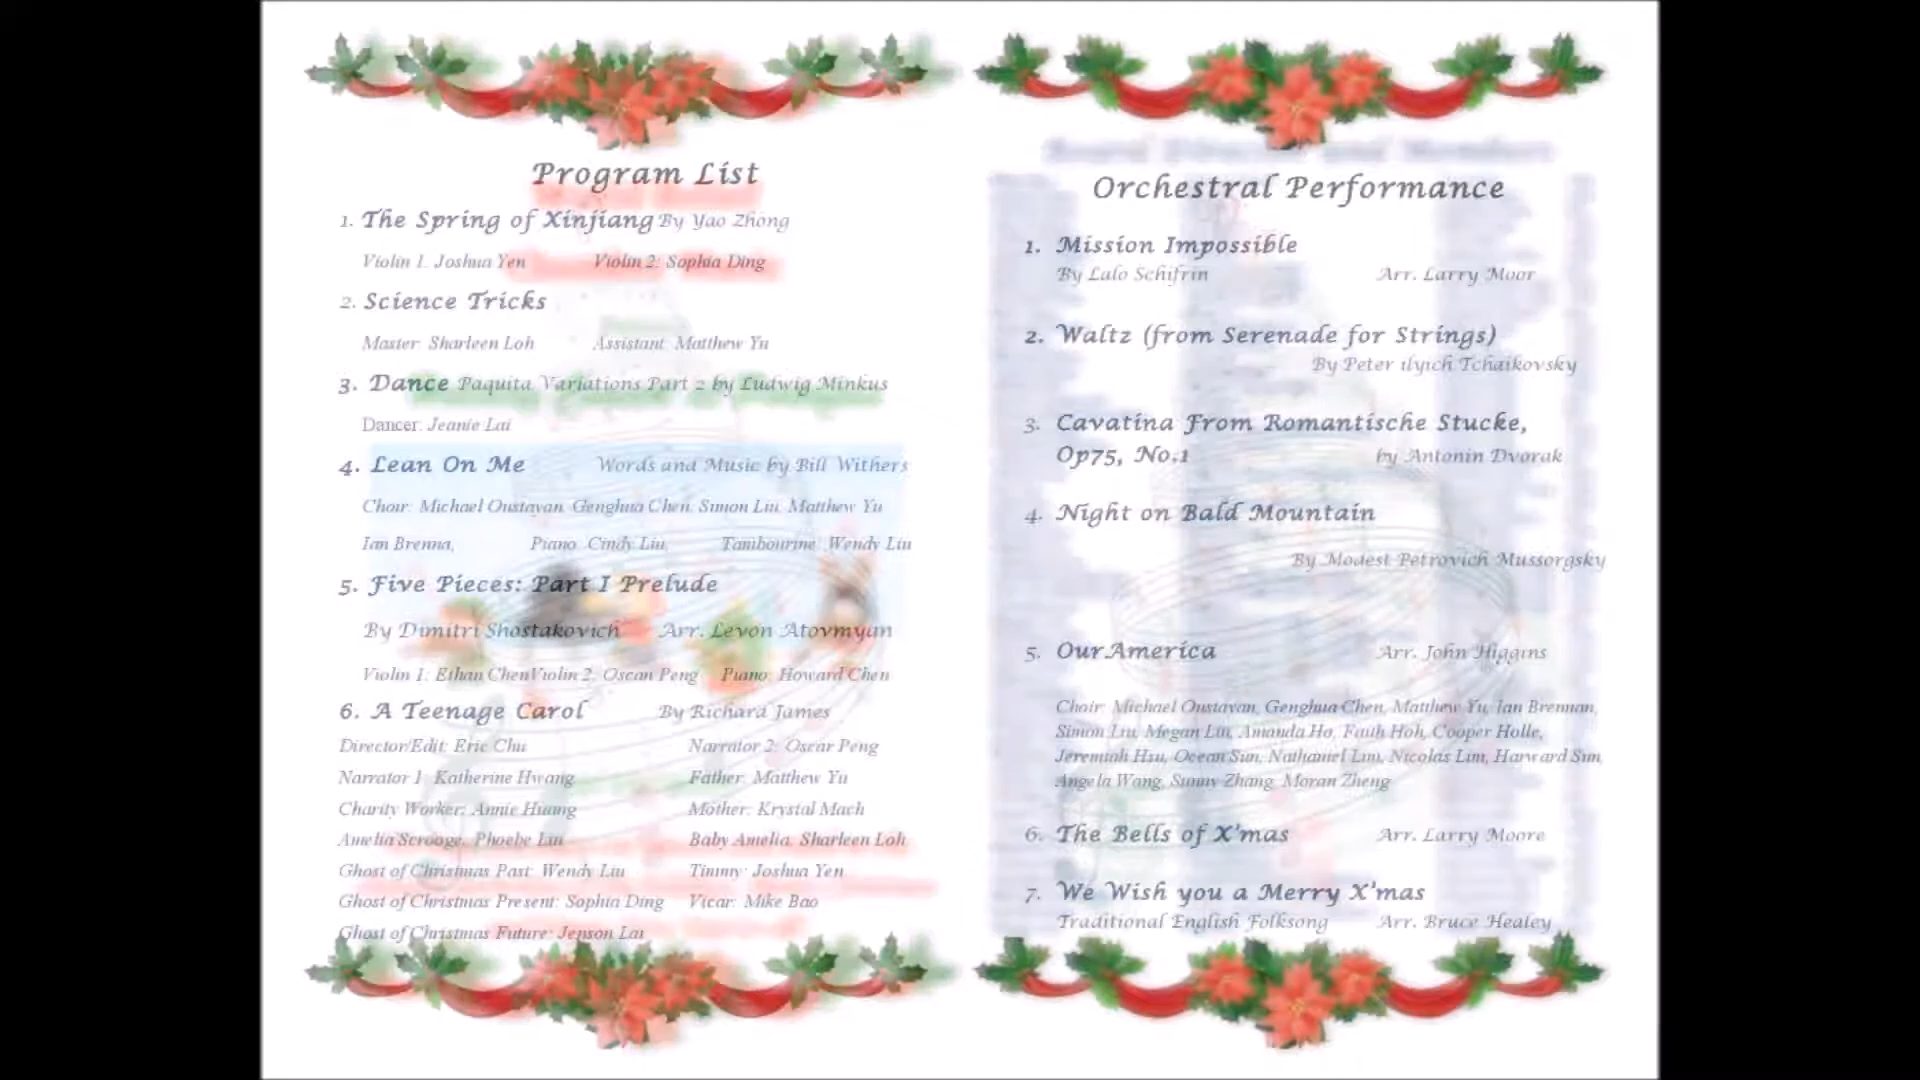 Program List
1. The Spring of Xinjiang By Yao Zhong
Violin 1: Joshua Yen Violin 2: Sophia Ding
2. Science Tricks
Master: Sharleen Loh Assistant: Matthew Yu
3. Dance Paquita Variations Part 2 by Ludwig Minkus
Dancer: Jeanie Lai
4. Lean On Me Words and Music by Bill Withers
Choir: Michael Oustayan, Genghua Chen, Simon Liu, Matthew Yu
Ian Brenna, Piano: Cindy Liu, Tambourine: Wendy Liu
5. Five Pieces: Part I Prelude
By Dimitri Shostakovich Arr. Levon Atovmyan
Violin 1: Ethan Chen Violin 2: Oscan Peng Piano: Howard Chen
6. A Teenage Carol By Richard James
Director/Edit: Eric Chu Narrator 2: Oscar Peng
Narrator 1: Katherine Hwang Father: Matthew Yu
Charity Worker: Annie Huang Mother: Krystal Mach
Amelia Scrooge: Phoebe Lin Baby Amelia: Sharleen Loh
Ghost of Christmas Past: Wendy Liu Timmy: Joshua Yen
Ghost of Christmas Present: Sophia Ding Vicar: Mike Bao
Ghost of Christmas Future: Jenson Lai
Orchestral Performance
1. Mission Impossible
By Lalo Schifrin Arr. Larry Moor
2. Waltz (from Serenade for Strings)
By Peter ilyich Tchaikovsky
3. Cavatina From Romantische Stucke,
Op75, No.1 by Antonin Dvorak
4. Night on Bald Mountain
By Modest Petrovich Mussorgsky
5. Our America Arr. John Higgins
Choir: Michael Oustayan, Genghua Chen, Matthew Yu, Ian Brennan,
Simon Liu, Megan Liu, Amanda Ho, Faith Hoh, Cooper Holle,
Jeremiah Hsu, Ocean Sun, Nathaniel Lim, Nicolas Lim, Harward Sun,
Angela Wang, Sunny Zhang, Moran Zheng
6. The Bells of X'mas Arr. Larry Moore
7. We Wish you a Merry X'mas
Traditional English Folksong Arr. Bruce Healey